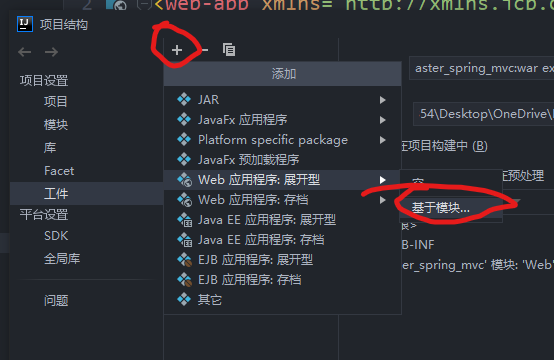 2 <web-app xmlns="http://xmlns.jcp.o
项目结构
项目设置
项目
模块
库
Facet
工件
平台设置
SDK
全局库
问题
添加
JAR
JavaFx 应用程序
Platform specific package
JavaFx 预加载程序
Web 应用程序: 展开型
Web 应用程序: 存档
Java EE 应用程序: 展开型
Java EE 应用程序: 存档
EJB 应用程序: 展开型
EJB 应用程序: 存档
其它
基于模块...
aster_spring_mvc:war ex
54\Desktop\OneDrive\
项目构建中 (B)
在预处理
B-INF
er_spring_mvc' 模块: 'Web'